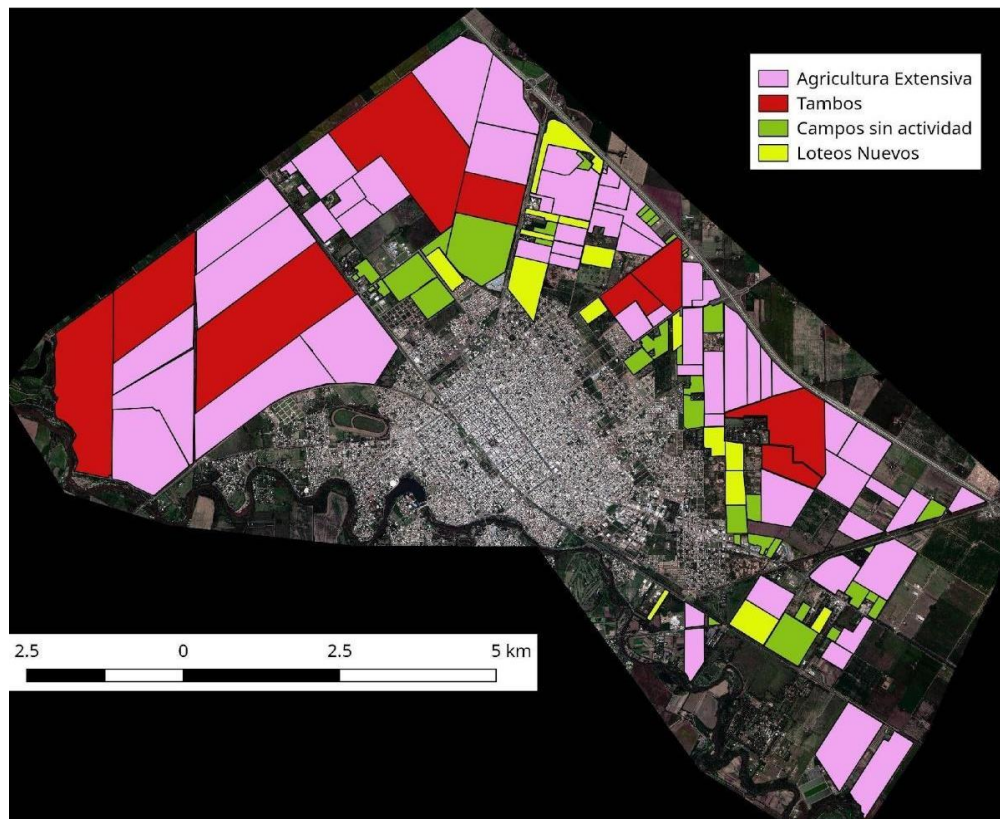 Agricultura Extensiva
Tambos
Campos sin actividad
Loteos Nuevos
2.5 0 2.5 5 km